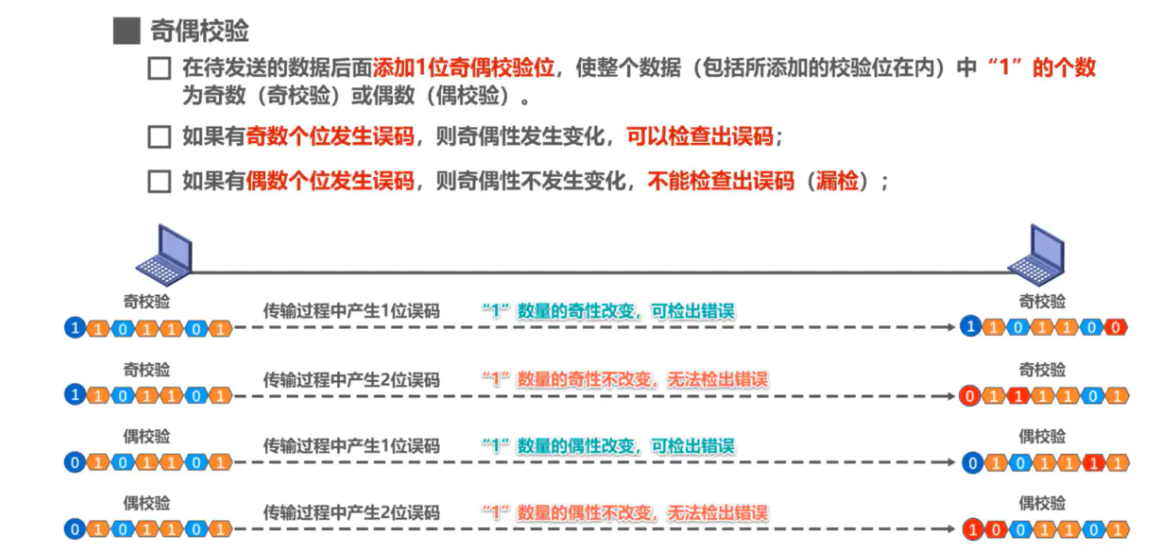 奇偶校验
在待发送的数据后面添加1位奇偶校验位，使整个数据（包括所添加的校验位在内）中“1”的个数
为奇数（奇校验）或偶数（偶校验）。
如果有奇数个位发生误码，则奇偶性发生变化，可以检查出误码；
如果有偶数个位发生误码，则奇偶性不发生变化，不能检查出误码（漏检）；
奇校验 传输过程中产生1位误码 “1”数量的奇性改变，可检出错误 奇校验
1 1 0 1 1 0 1 1 1 0 1 1 0 0
奇校验 传输过程中产生2位误码 “1”数量的奇性不改变，无法检出错误 奇校验
1 1 0 1 1 0 1 0 1 1 1 1 0 1
偶校验 传输过程中产生1位误码 “1”数量的偶性改变，可检出错误 偶校验
0 1 0 1 1 0 1 0 1 0 1 1 1 1
偶校验 传输过程中产生2位误码 “1”数量的偶性不改变，无法检出错误 偶校验
0 1 0 1 1 0 1 1 0 0 1 1 0 1